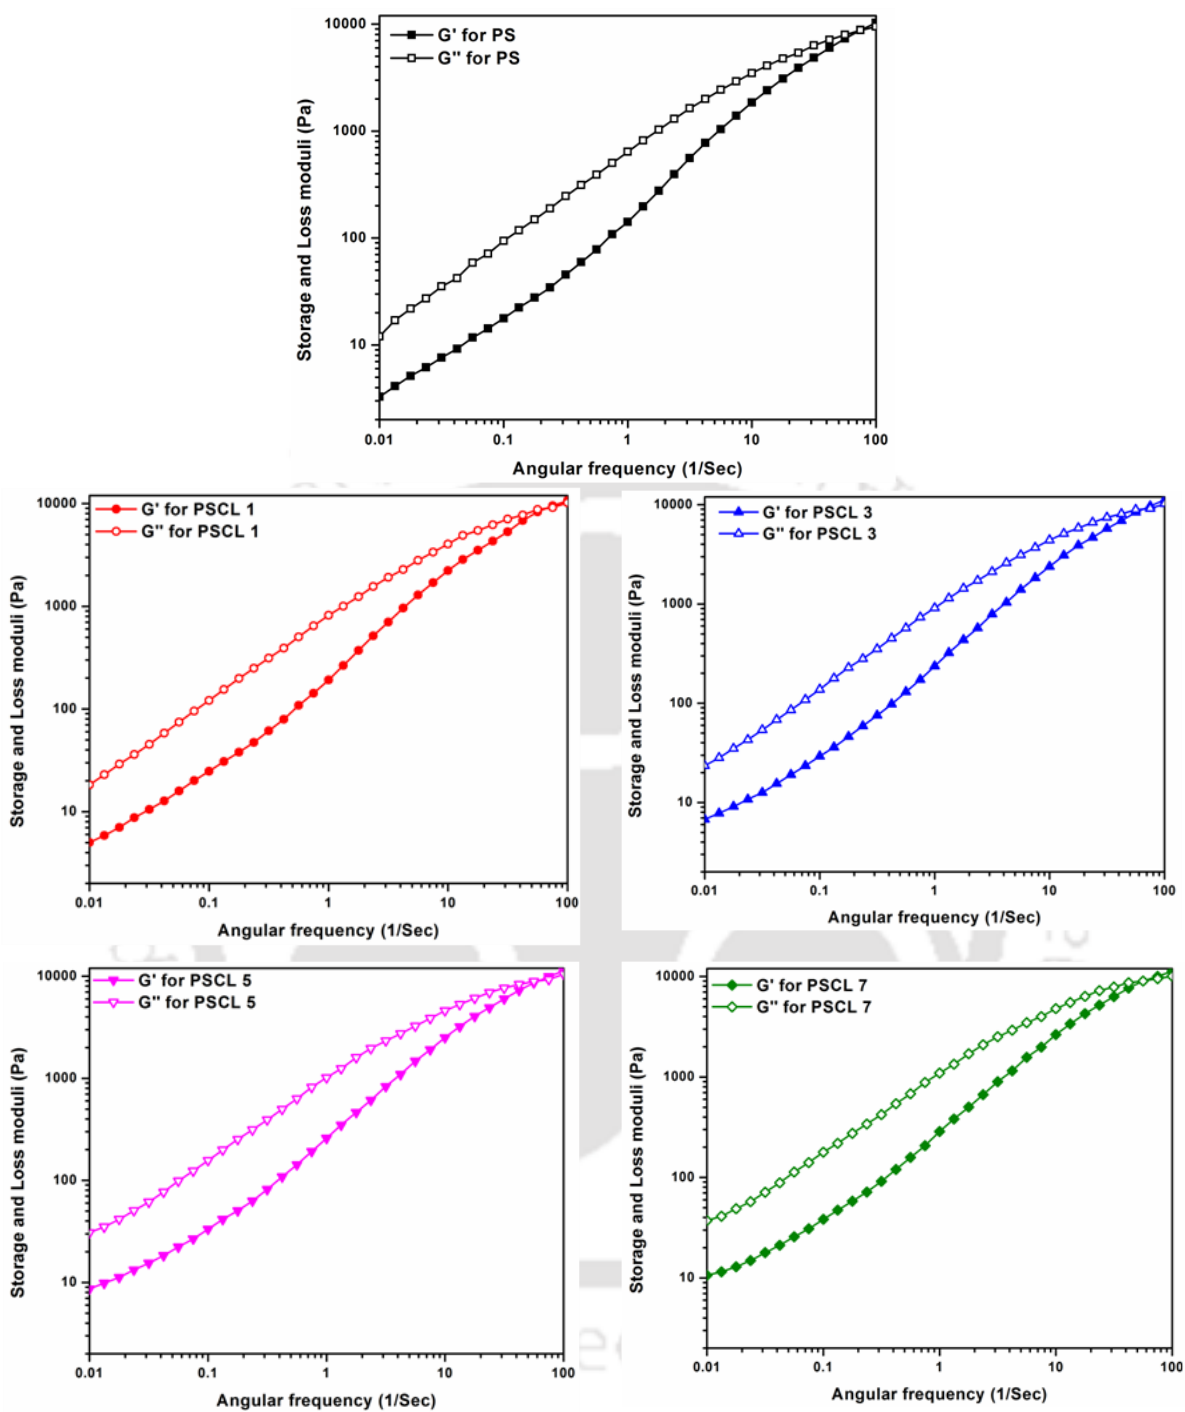 G' for PS
G'' for PS
Storage and Loss moduli (Pa)
10000
1000
100
10
0.01 0.1 1 10 100
Angular frequency (1/Sec)
G' for PSCL 1
G'' for PSCL 1
Storage and Loss moduli (Pa)
10000
1000
100
10
0.01 0.1 1 10 100
Angular frequency (1/Sec)
G' for PSCL 3
G'' for PSCL 3
Storage and Loss moduli (Pa)
10000
1000
100
10
0.01 0.1 1 10 100
Angular frequency (1/Sec)
G' for PSCL 5
G'' for PSCL 5
Storage and Loss moduli (Pa)
10000
1000
100
10
0.01 0.1 1 10 100
Angular frequency (1/Sec)
G' for PSCL 7
G'' for PSCL 7
Storage and Loss moduli (Pa)
10000
1000
100
10
0.01 0.1 1 10 100
Angular frequency (1/Sec)